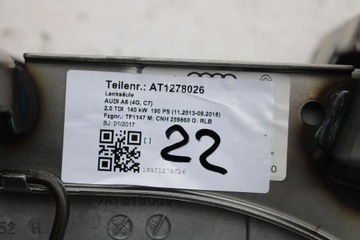 Teilenr.: AT1278026
Lenksäule
AUDI A6 (4G, C7)
2.0 TDI 140 kW 190 PS (11.2013-09.2018)
Fzgnr.: TF1147 M: CNH 259860 G: RLB
BJ: 01/2017
22
19AT1278026